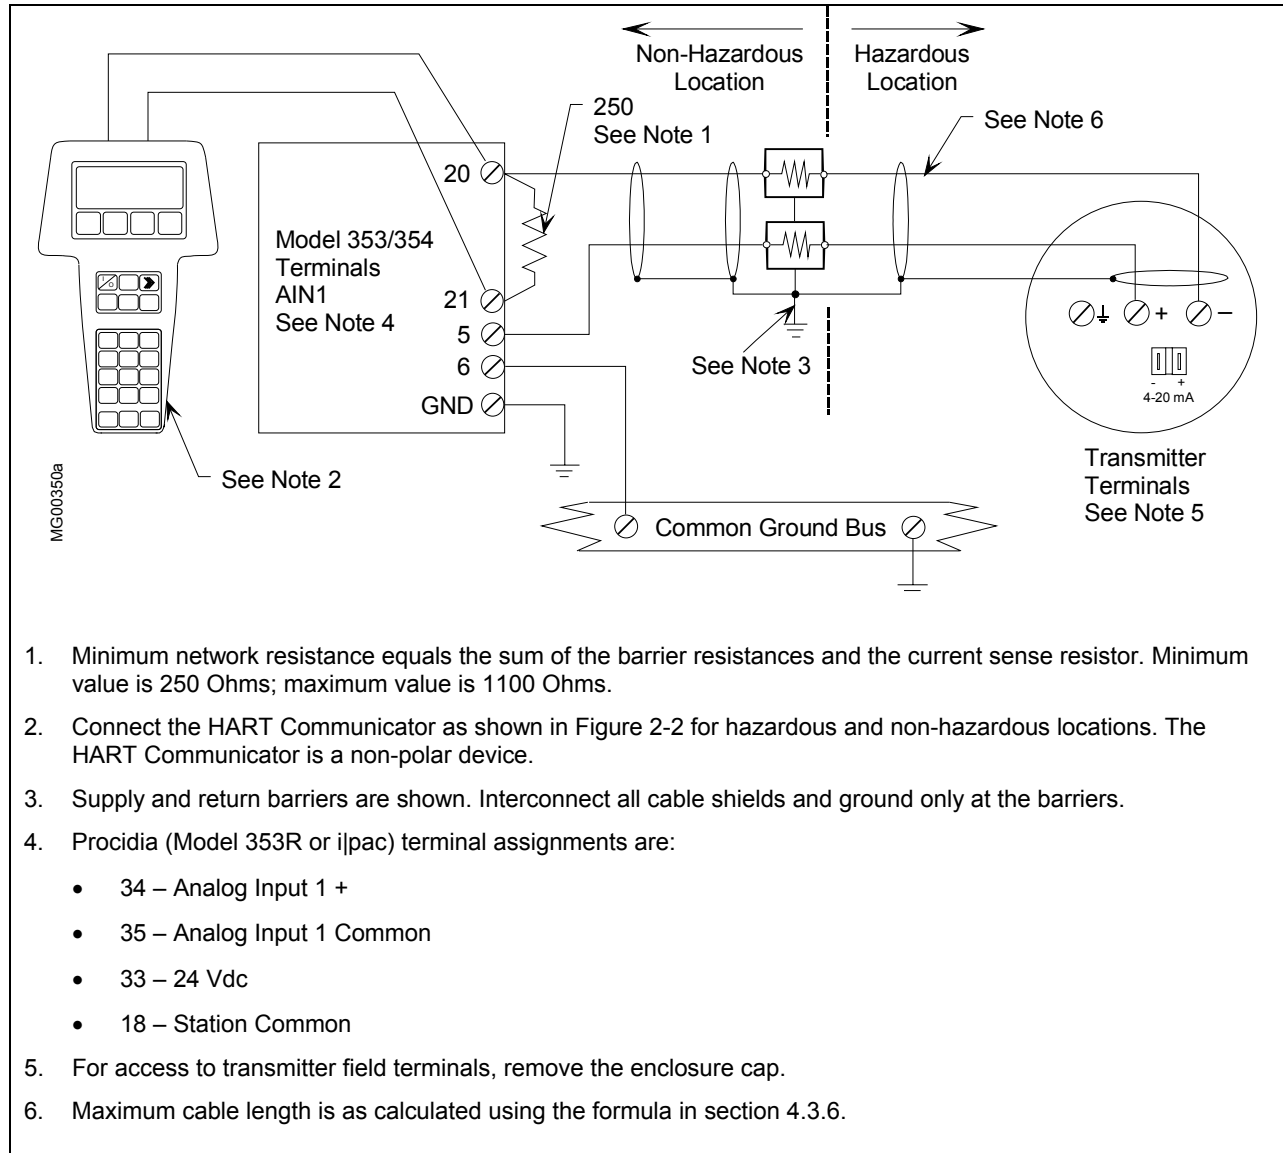 Non-Hazardous
Location
Hazardous
Location
250
See Note 1
See Note 6
20
Model 353/354
Terminals
AIN1
See Note 4
21
5
6
GND
See Note 3
+
–
- +
4-20 mA
Transmitter
Terminals
See Note 5
See Note 2
MG00350a
Common Ground Bus
1. Minimum network resistance equals the sum of the barrier resistances and the current sense resistor. Minimum
value is 250 Ohms; maximum value is 1100 Ohms.
2. Connect the HART Communicator as shown in Figure 2-2 for hazardous and non-hazardous locations. The
HART Communicator is a non-polar device.
3. Supply and return barriers are shown. Interconnect all cable shields and ground only at the barriers.
4. Procidia (Model 353R or i|pac) terminal assignments are:
• 34 – Analog Input 1 +
• 35 – Analog Input 1 Common
• 33 – 24 Vdc
• 18 – Station Common
5. For access to transmitter field terminals, remove the enclosure cap.
6. Maximum cable length is as calculated using the formula in section 4.3.6.